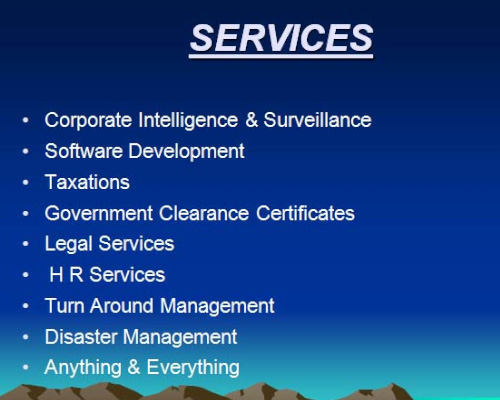 SERVICES
• Corporate Intelligence & Surveillance
• Software Development
• Taxations
• Government Clearance Certificates
• Legal Services
• H R Services
• Turn Around Management
• Disaster Management
• Anything & Everything